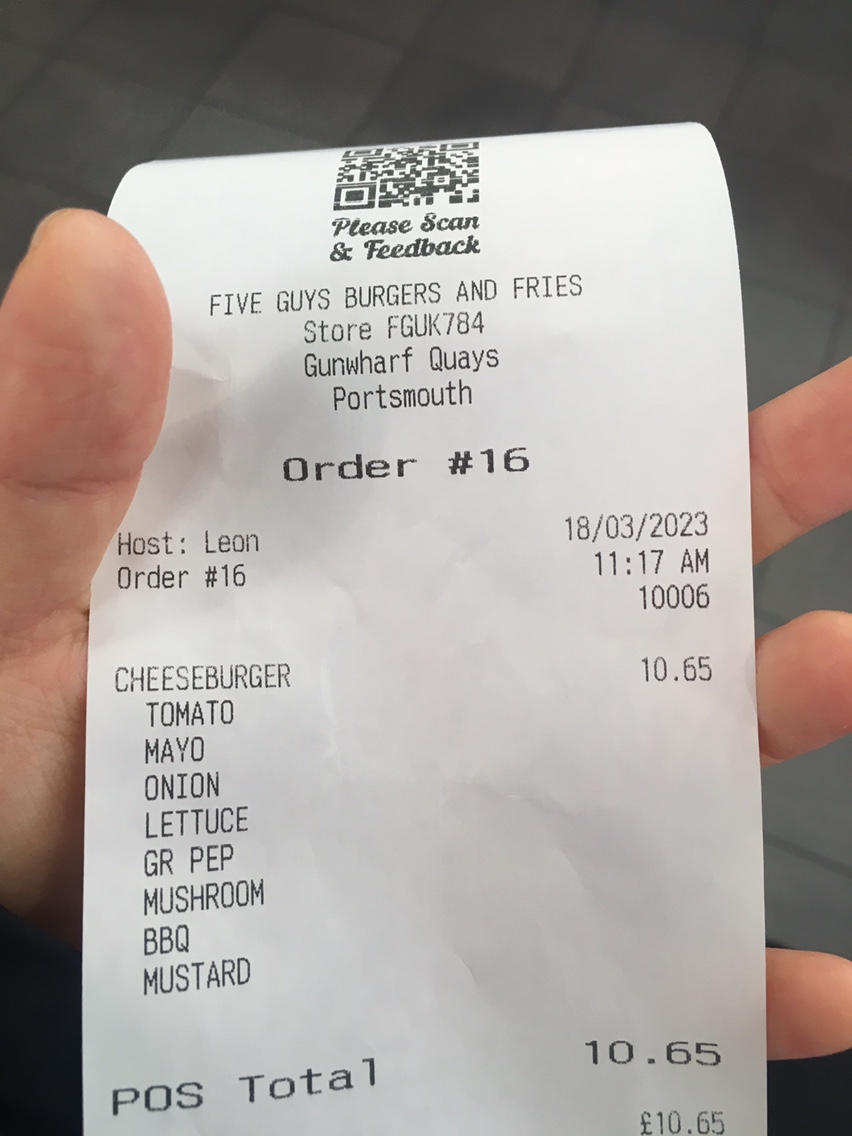 Please Scan
& Feedback
FIVE GUYS BURGERS AND FRIES
Store FGUK784
Gunwharf Quays
Portsmouth
Order #16
Host: Leon 18/03/2023
Order #16 11:17 AM
10006
CHEESEBURGER 10.65
TOMATO
MAYO
ONION
LETTUCE
GR PEP
MUSHROOM
BBQ
MUSTARD
POS Total 10.65
£10.65